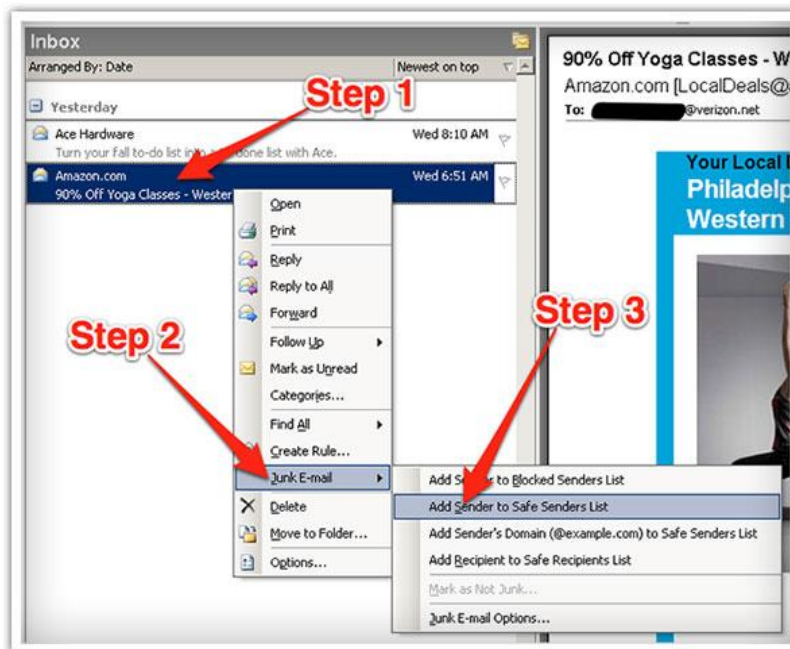 Inbox
Arranged By: Date Newest on top
Step 1
Yesterday
Ace Hardware Wed 8:10 AM
Turn your fall to-do list into a done list with Ace.
Amazon.com Wed 6:51 AM
90% Off Yoga Classes - Wester
Open
Print
Reply
Reply to All
Forward
Step 2
Follow Up
Mark as Unread
Categories...
Find All
Create Rule...
Junk E-mail
Delete
Move to Folder...
Options...
Step 3
Add Sender to Blocked Senders List
Add Sender to Safe Senders List
Add Sender's Domain (@example.com) to Safe Senders List
Add Recipient to Safe Recipients List
Mark as Not Junk...
Junk E-mail Options...
90% Off Yoga Classes - W
Amazon.com [LocalDeals@
To: @verizon.net
Your Local
Philadelp
Western